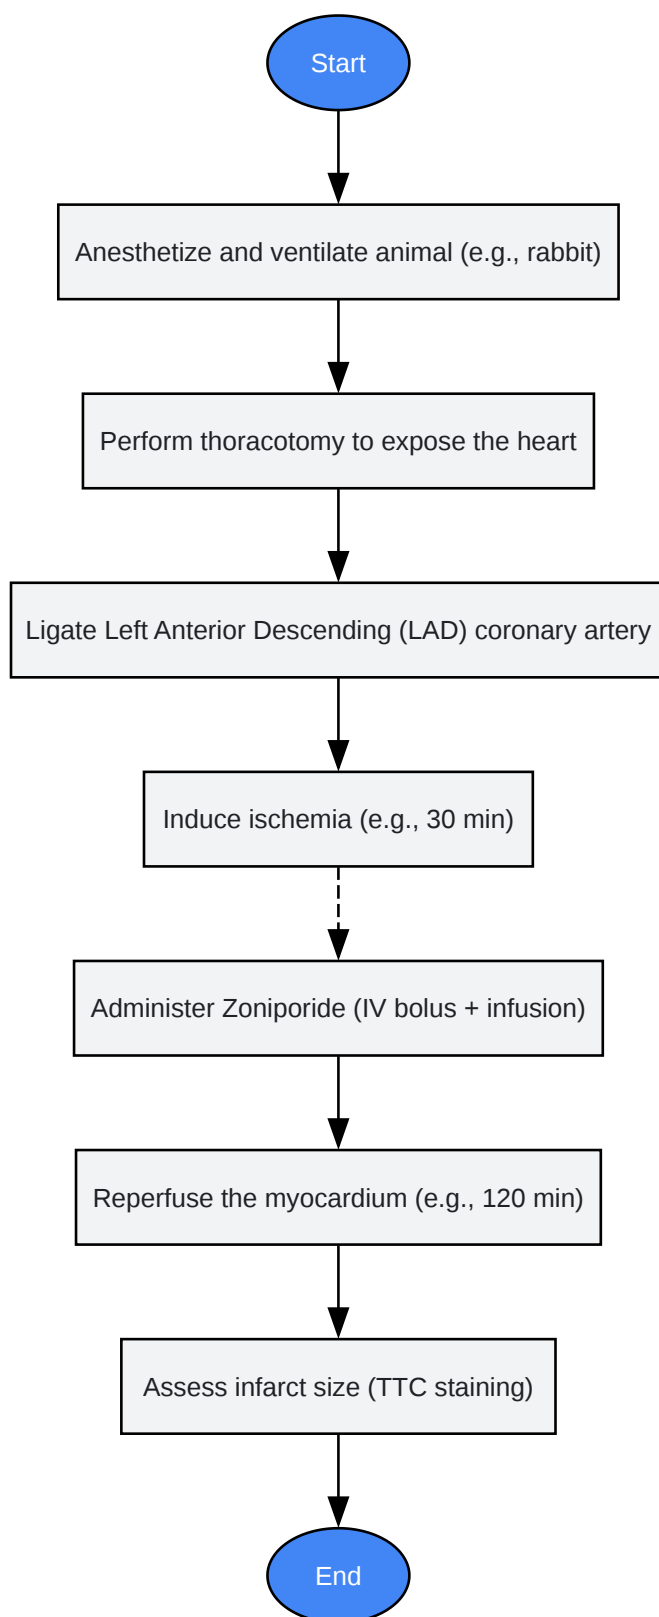 Start
Anesthetize and ventilate animal (e.g., rabbit)
Perform thoracotomy to expose the heart
Ligate Left Anterior Descending (LAD) coronary artery
Induce ischemia (e.g., 30 min)
Administer Zoniporide (IV bolus + infusion)
Reperfuse the myocardium (e.g., 120 min)
Assess infarct size (TTC staining)
End